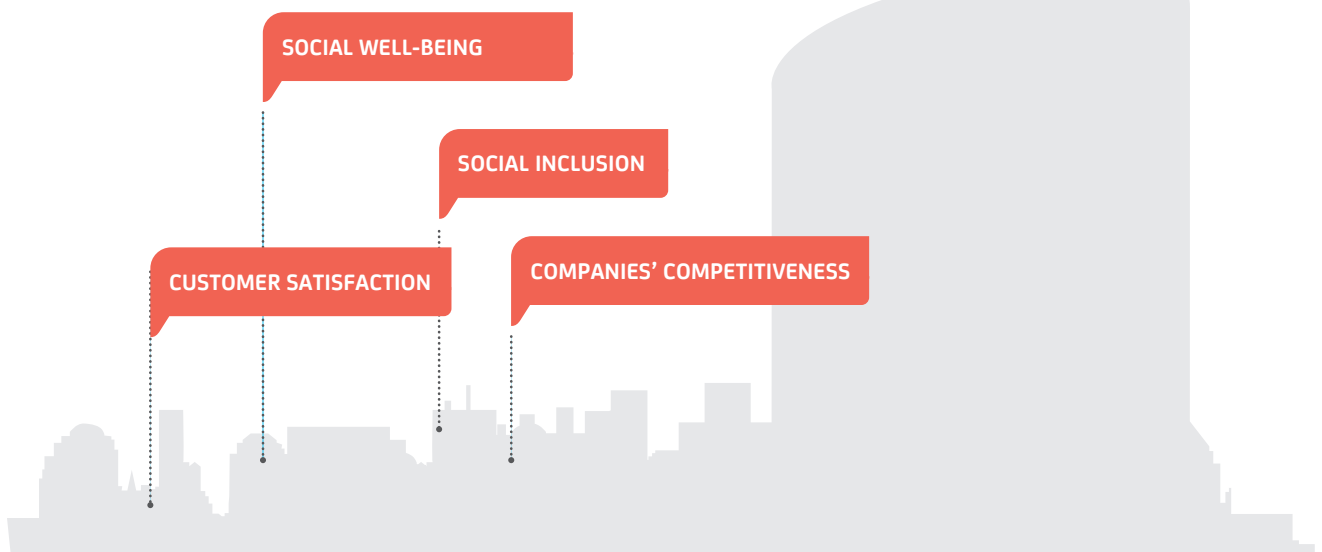 SOCIAL WELL-BEING
SOCIAL INCLUSION
CUSTOMER SATISFACTION
COMPANIES’ COMPETITIVENESS